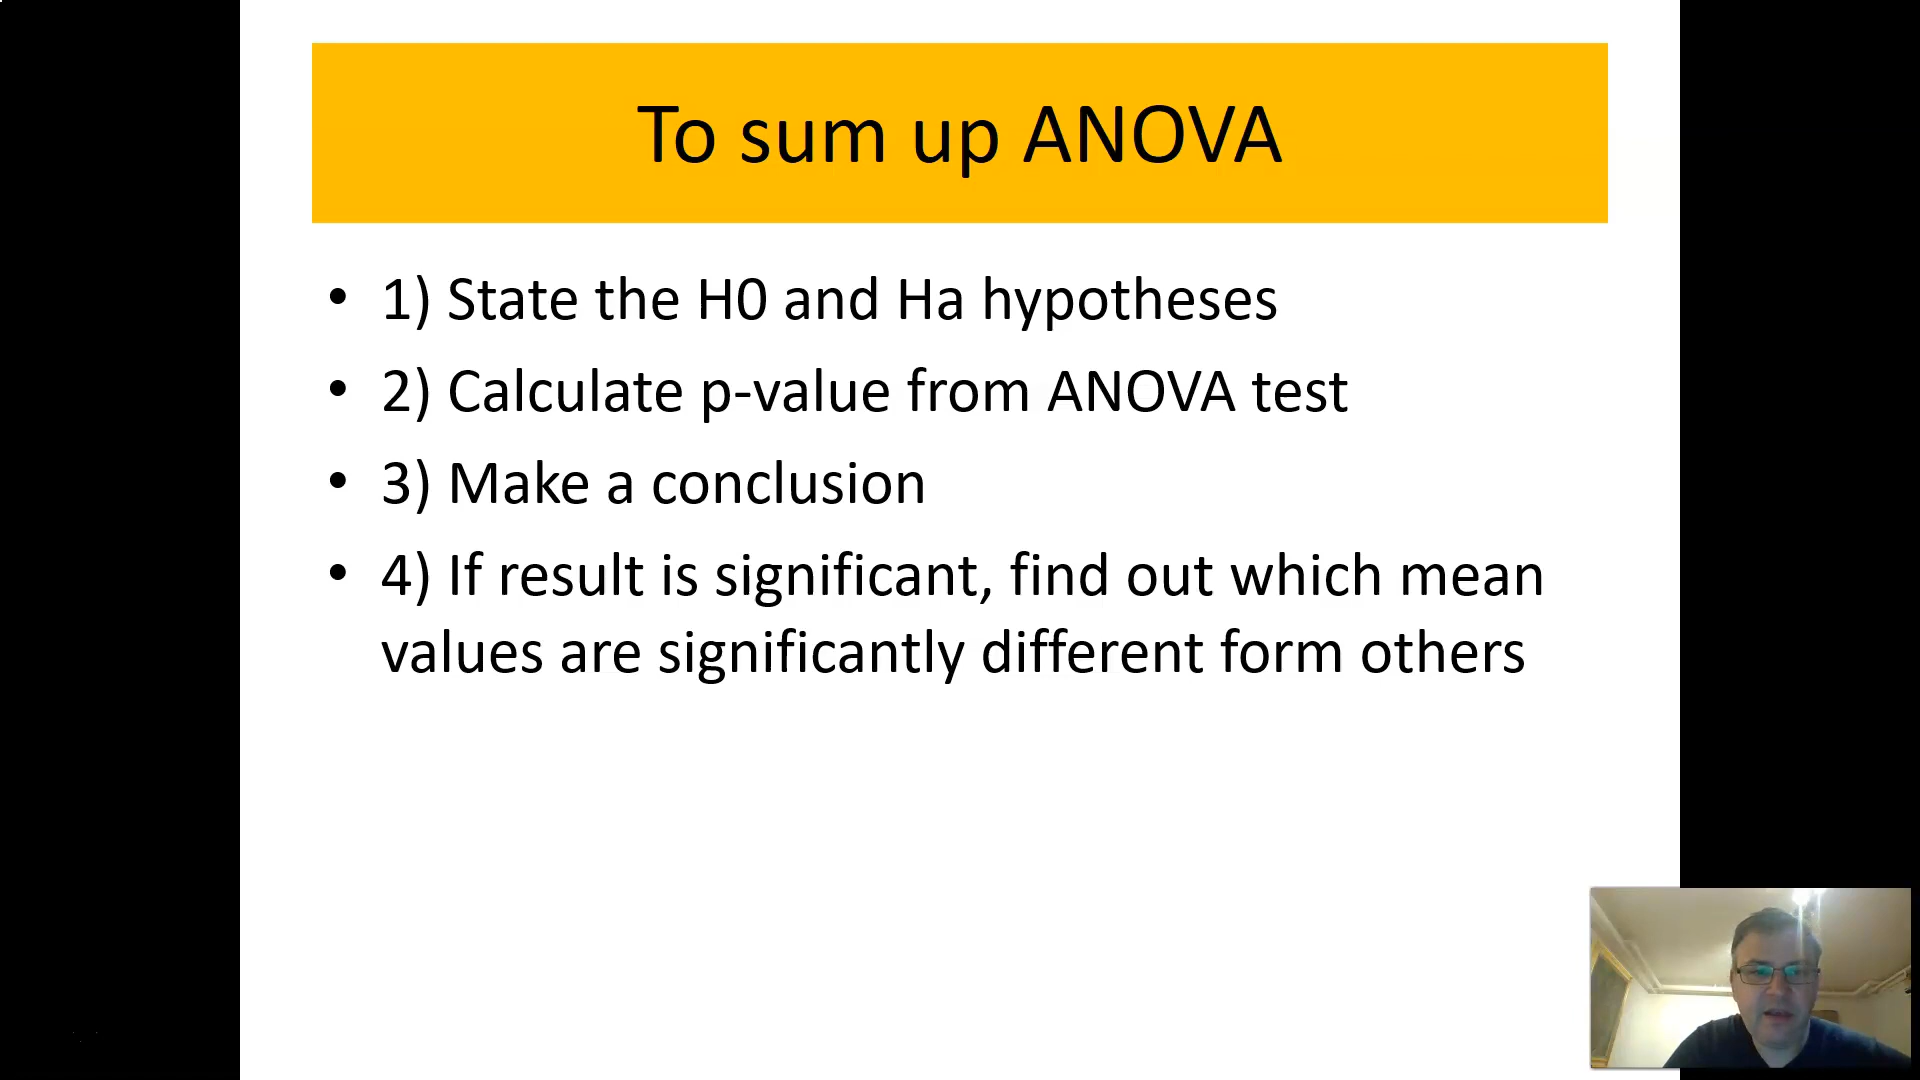 To sum up ANOVA
• 1) State the H0 and Ha hypotheses
• 2) Calculate p-value from ANOVA test
• 3) Make a conclusion
• 4) If result is significant, find out which mean
values are significantly different form others